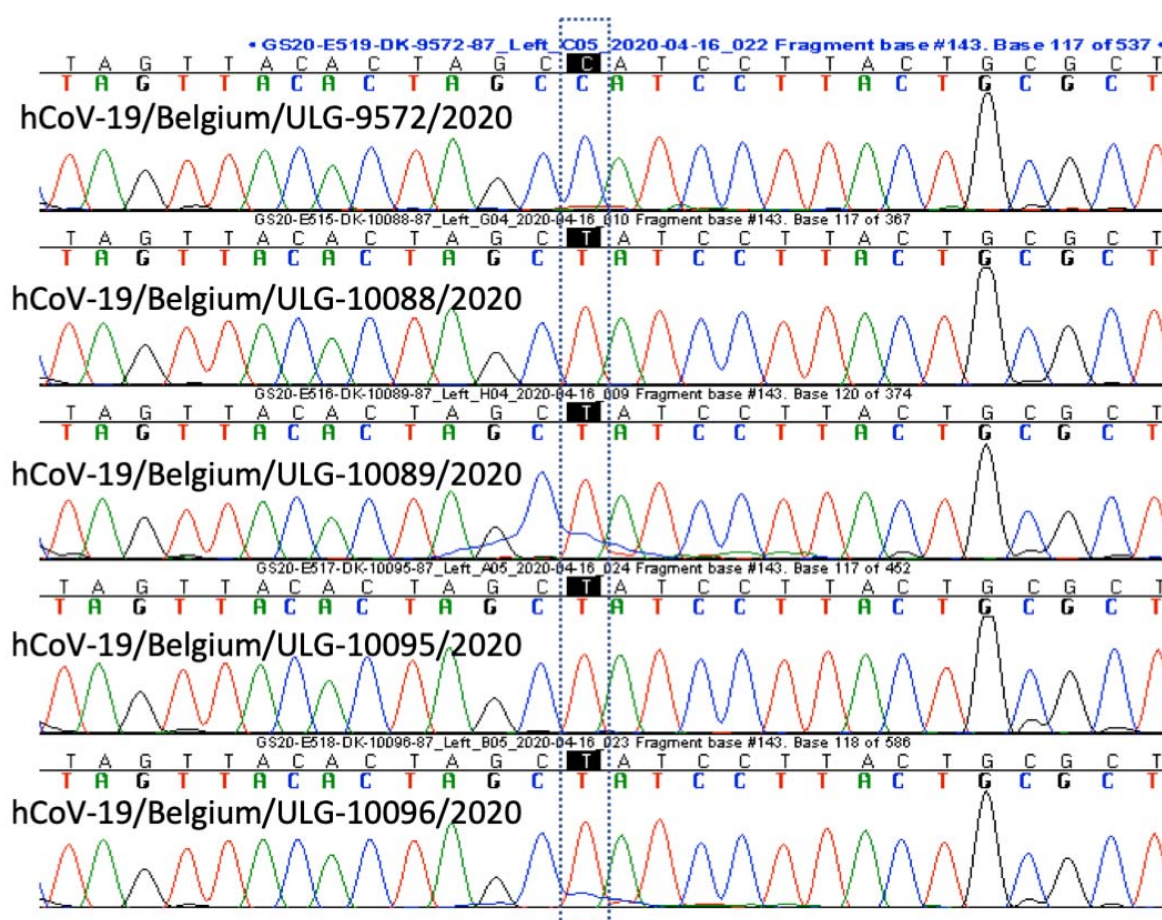 • GS20-E519-DK-9572-87_Left_C05_2020-04-16_022 Fragment base #143. Base 117 of 537 •
T A G T T A C A C T A G C C A T C C T T A C T G C G C T
T A G T T A C A C T A G C C A T C C T T A C T G C G C T
hCoV-19/Belgium/ULG-9572/2020
GS20-E515-DK-10088-87_Left_G04_2020-04-16_010 Fragment base #143. Base 117 of 367
T A G T T A C A C T A G C T A T C C T T A C T G C G C T
T A G T T A C A C T A G C T A T C C T T A C T G C G C T
hCoV-19/Belgium/ULG-10088/2020
GS20-E516-DK-10089-87_Left_H04_2020-04-16_009 Fragment base #143. Base 120 of 374
T A G T T A C A C T A G C T A T C C T T A C T G C G C T
T A G T T A C A C T A G C T A T C C T T A C T G C G C T
hCoV-19/Belgium/ULG-10089/2020
GS20-E517-DK-10095-87_Left_A05_2020-04-16_024 Fragment base #143. Base 117 of 452
T A G T T A C A C T A G C T A T C C T T A C T G C G C T
T A G T T A C A C T A G C T A T C C T T A C T G C G C T
hCoV-19/Belgium/ULG-10095/2020
GS20-E518-DK-10096-87_Left_B05_2020-04-16_023 Fragment base #143. Base 118 of 586
T A G T T A C A C T A G C T A T C C T T A C T G C G C T
T A G T T A C A C T A G C T A T C C T T A C T G C G C T
hCoV-19/Belgium/ULG-10096/2020